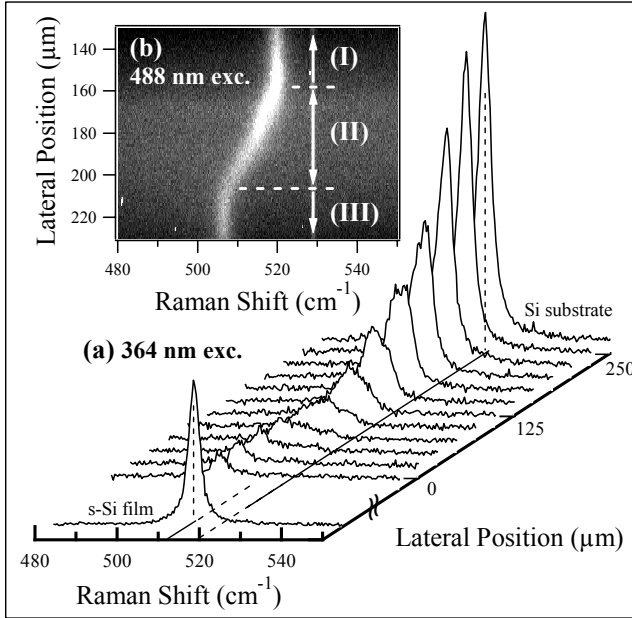 Lateral Position (µm)
140
160
180
200
220
(b)
488 nm exc.
(I)
(II)
(III)
480
500
520
540
Raman Shift (cm-1)
Si substrate
(a) 364 nm exc.
250
125
0
s-Si film
Lateral Position (µm)
480
500
520
540
Raman Shift (cm-1)